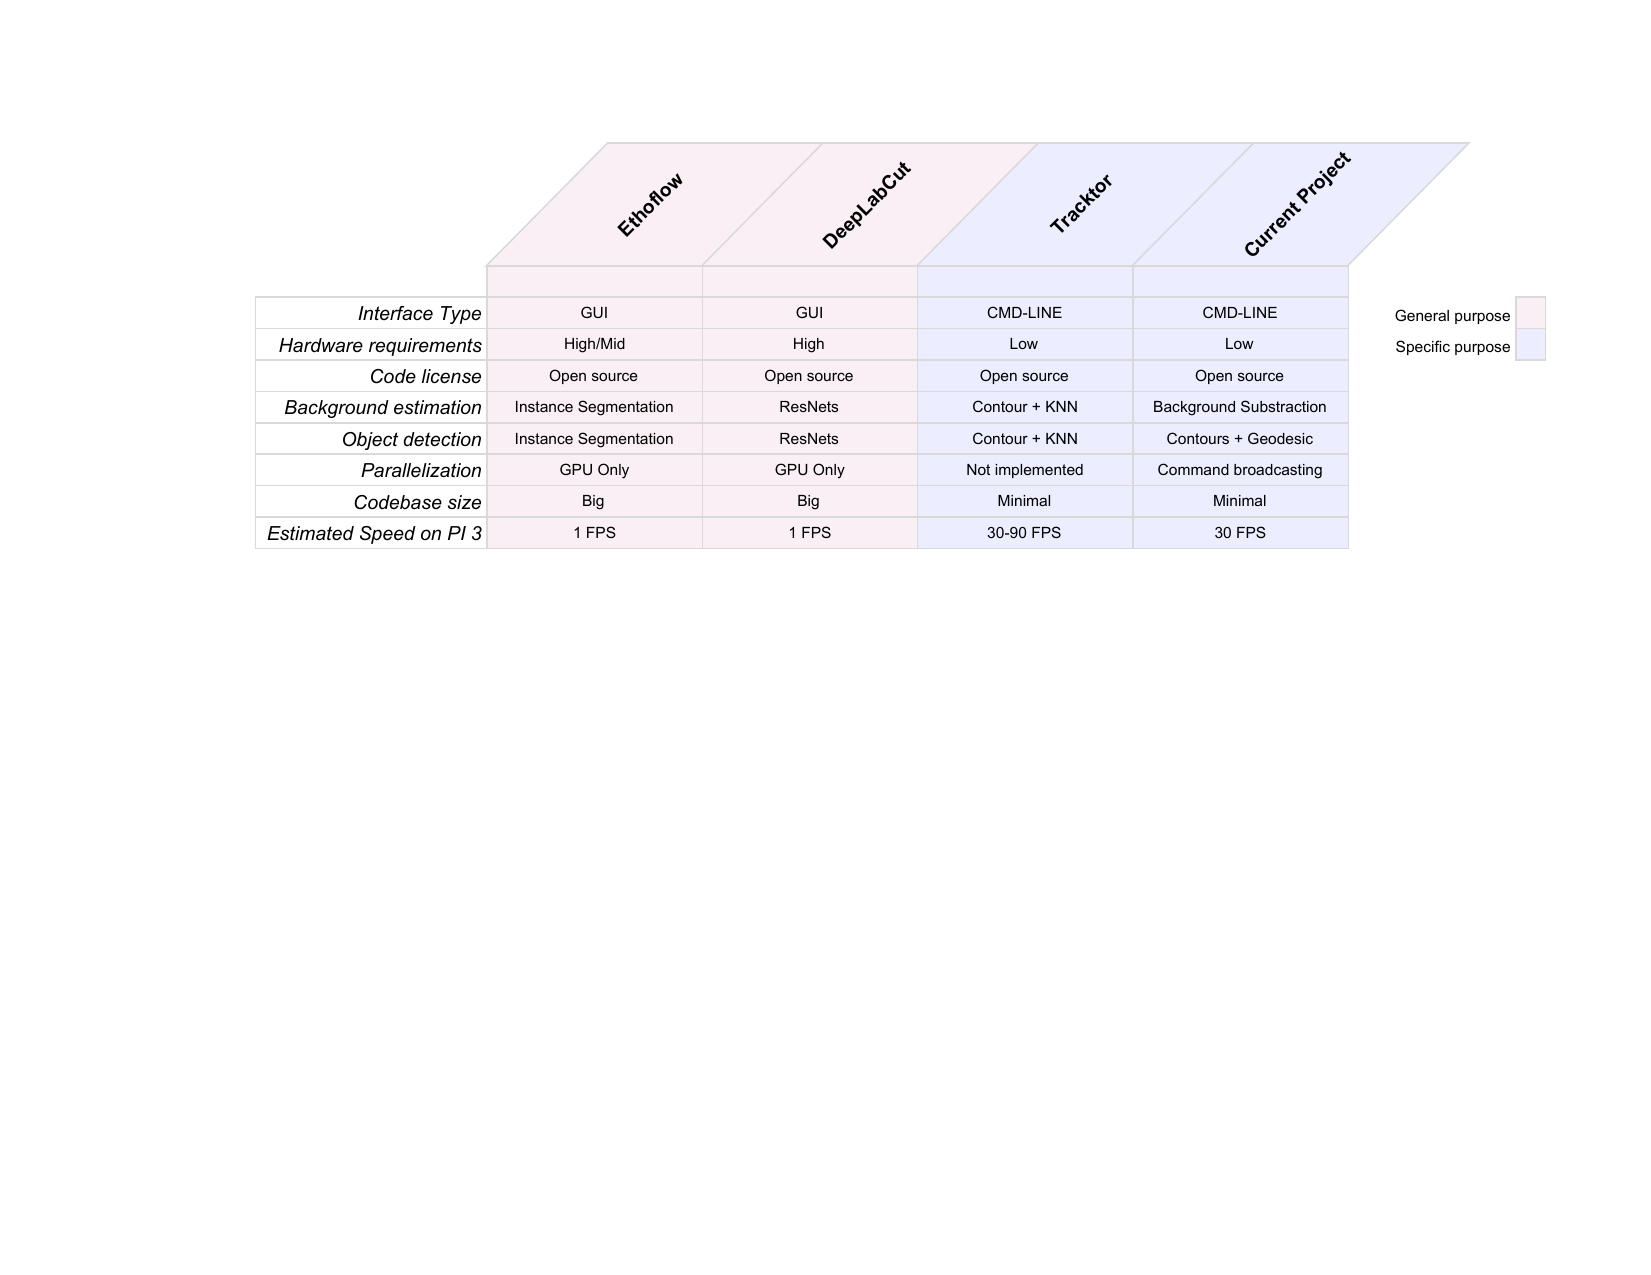 Ethoflow DeepLabCut Tracktor Current Project
Interface Type GUI GUI CMD-LINE CMD-LINE General purpose
Hardware requirements High/Mid High Low Low Specific purpose
Code license Open source Open source Open source Open source
Background estimation Instance Segmentation ResNets Contour + KNN Background Substraction
Object detection Instance Segmentation ResNets Contour + KNN Contours + Geodesic
Parallelization GPU Only GPU Only Not implemented Command broadcasting
Codebase size Big Big Minimal Minimal
Estimated Speed on PI 3 1 FPS 1 FPS 30-90 FPS 30 FPS